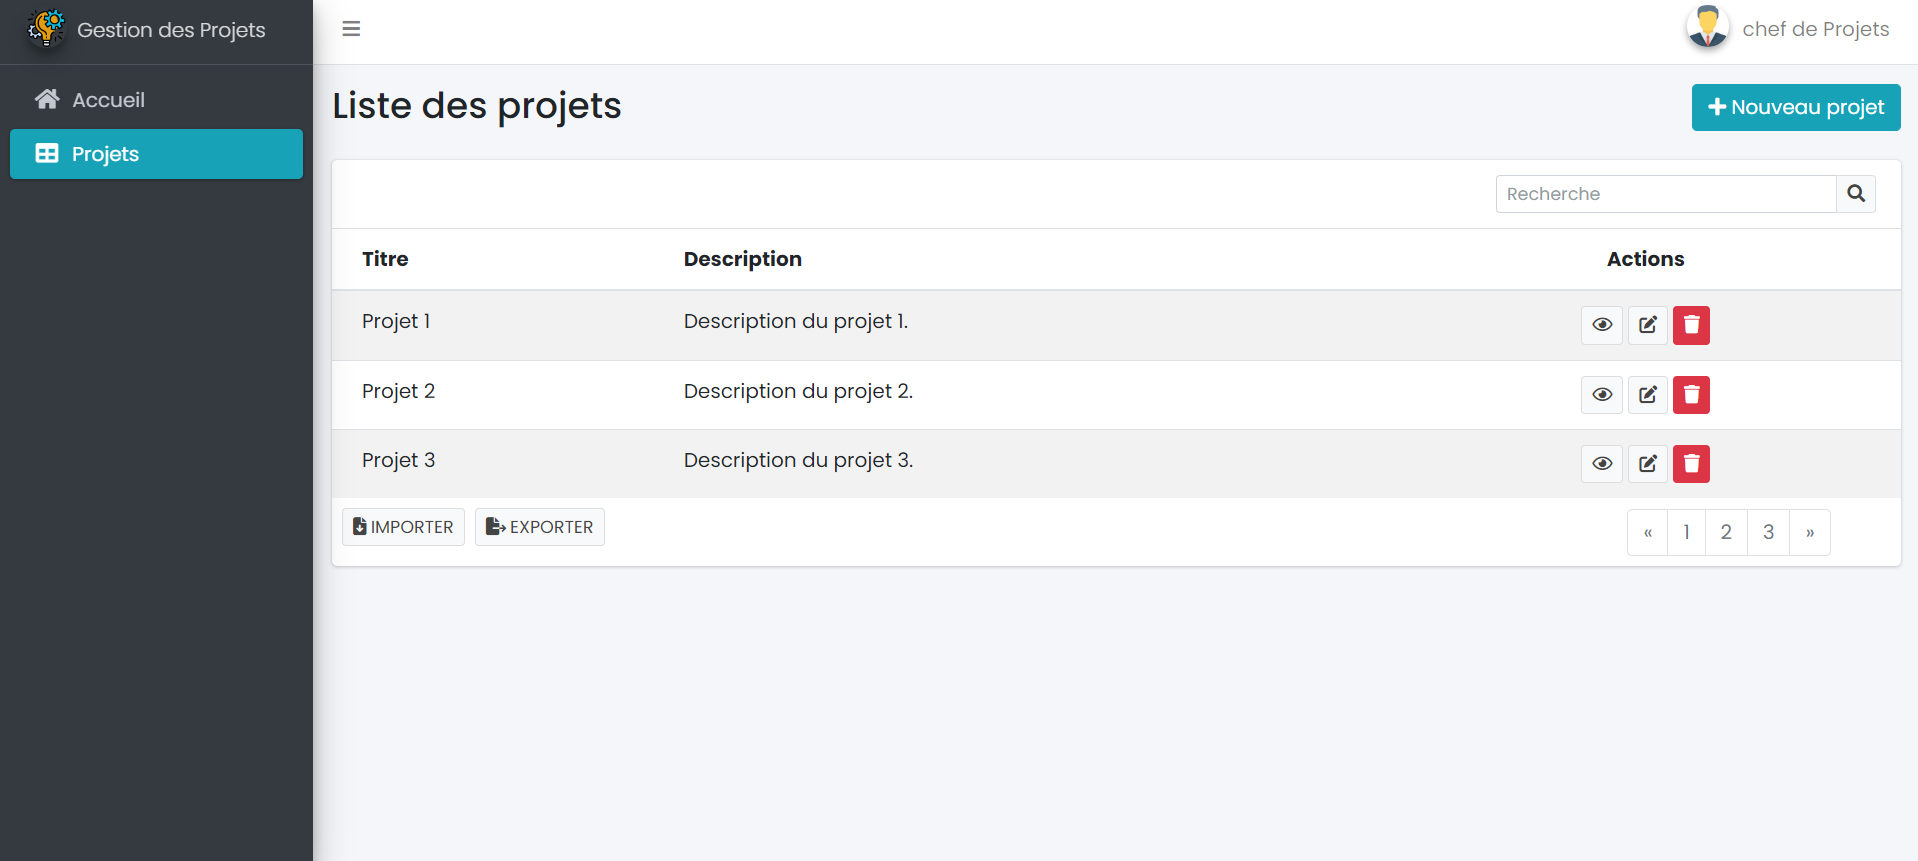 Gestion des Projets
chef de Projets
Accueil
Projets
Liste des projets
Nouveau projet
Recherche
Titre Description Actions
Projet 1 Description du projet 1.
Projet 2 Description du projet 2.
Projet 3 Description du projet 3.
IMPORTER EXPORTER
« 1 2 3 »